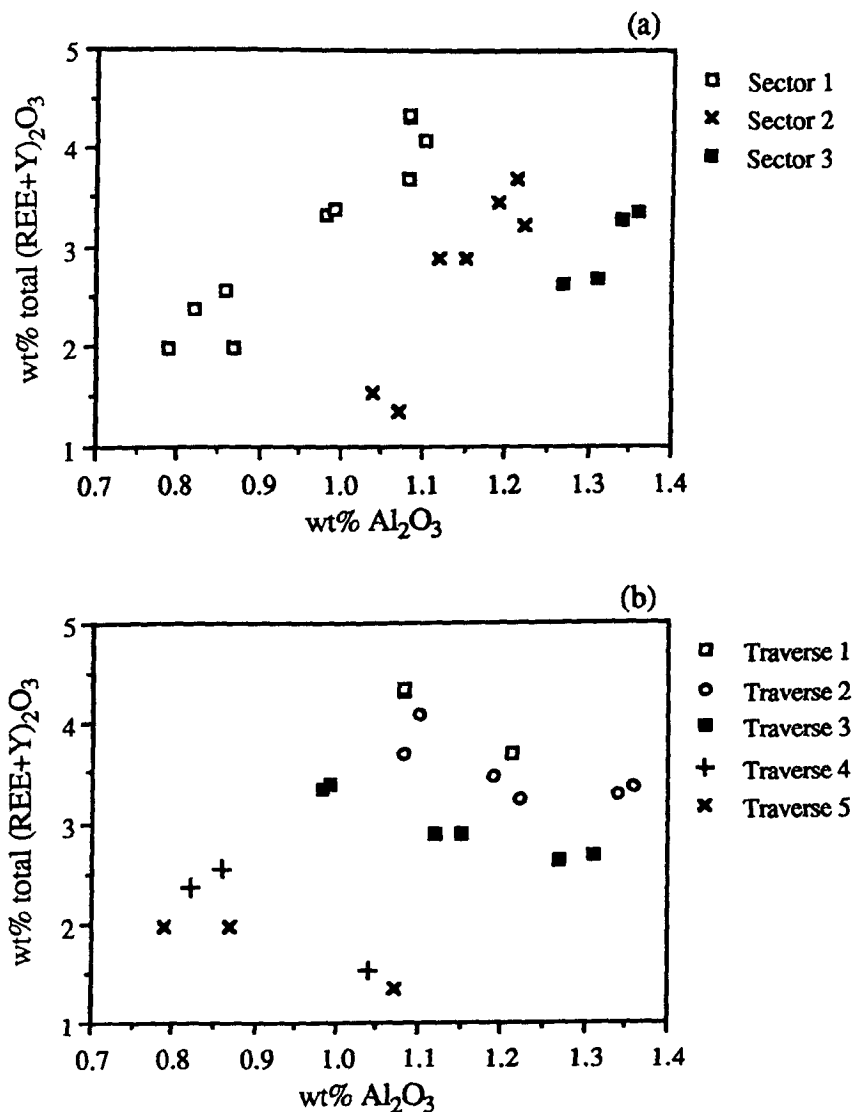 (a)
5
4
3
2
1
wt% total (REE+Y)₂O₃
0.7 0.8 0.9 1.0 1.1 1.2 1.3 1.4
wt% Al₂O₃
Sector 1
Sector 2
Sector 3
(b)
5
4
3
2
1
wt% total (REE+Y)₂O₃
0.7 0.8 0.9 1.0 1.1 1.2 1.3 1.4
wt% Al₂O₃
Traverse 1
Traverse 2
Traverse 3
Traverse 4
Traverse 5